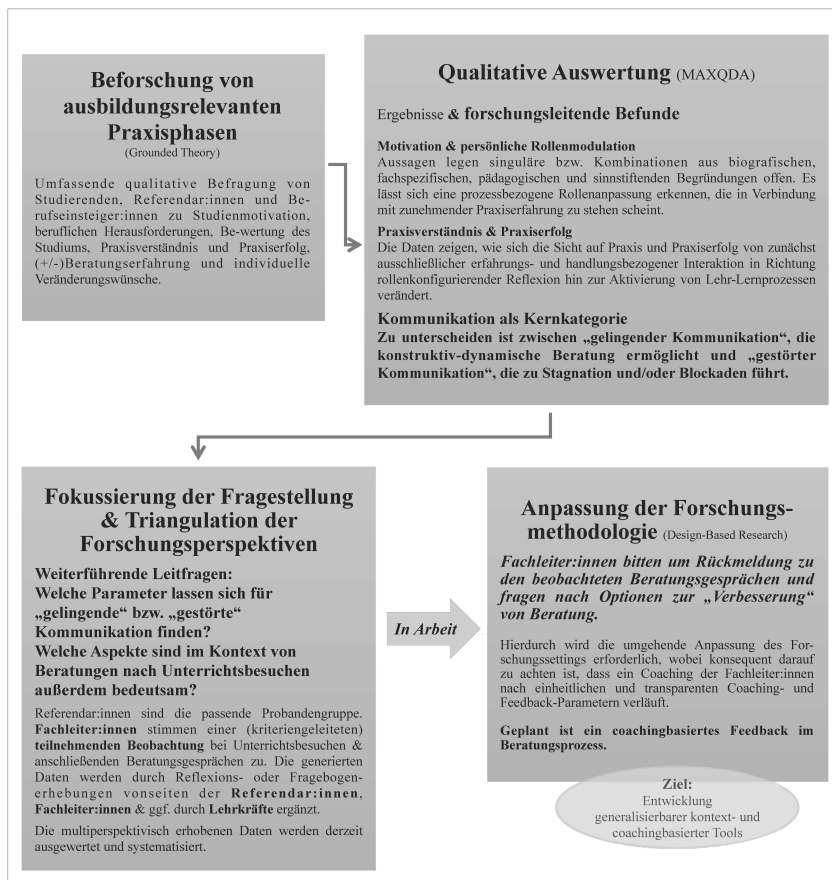 Beforschung von
ausbildungsrelevanten
Praxisphasen
(Grounded Theory)
Umfassende qualitative Befragung von
Studierenden, Referendar:innen und Be-
rufseinsteiger:innen zu Studienmotivation,
beruflichen Herausforderungen, Be-wertung des
Studiums, Praxisverständnis und Praxiserfolg,
(+/-)Beratungserfahrung und individuelle
Veränderungswünsche.
Qualitative Auswertung (MAXQDA)
Ergebnisse & forschungsleitende Befunde
Motivation & persönliche Rollenmodulation
Aussagen legen singuläre bzw. Kombinationen aus biografischen,
fachspezifischen, pädagogischen und sinnstiftenden Begründungen offen. Es
lässt sich eine prozessbezogene Rollenanpassung erkennen, die in Verbindung
mit zunehmender Praxiserfahrung zu stehen scheint.
Praxisverständnis & Praxiserfolg
Die Daten zeigen, wie sich die Sicht auf Praxis und Praxiserfolg von zunächst
ausschließlicher erfahrungs- und handlungsbezogener Interaktion in Richtung
rollenkonfigurierender Reflexion hin zur Aktivierung von Lehr-Lernprozessen
verändert.
Kommunikation als Kernkategorie
Zu unterscheiden ist zwischen „gelingender Kommunikation“, die
konstruktiv-dynamische Beratung ermöglicht und „gestörter
Kommunikation“, die zu Stagnation und/oder Blockaden führt.
Fokussierung der Fragestellung
& Triangulation der
Forschungsperspektiven
Weiterführende Leitfragen:
Welche Parameter lassen sich für
„gelingende“ bzw. „gestörte“
Kommunikation finden?
Welche Aspekte sind im Kontext von
Beratungen nach Unterrichtsbesuchen
außerdem bedeutsam?
Referendar:innen sind die passende Probandengruppe.
Fachleiter:innen stimmen einer (kriteriengeleiteten)
teilnehmenden Beobachtung bei Unterrichtsbesuchen &
anschließenden Beratungsgesprächen zu. Die generierten
Daten werden durch Reflexions- oder Fragebogen-
erhebungen vonseiten der Referendar:innen,
Fachleiter:innen & ggf. durch Lehrkräfte ergänzt.
Die multiperspektivisch erhobenen Daten werden derzeit
ausgewertet und systematisiert.
In Arbeit
Anpassung der Forschungs-
methodologie (Design-Based Research)
Fachleiter:innen bitten um Rückmeldung zu
den beobachteten Beratungsgesprächen und
fragen nach Optionen zur „Verbesserung“
von Beratung.
Hierdurch wird die umgehende Anpassung des For-
schungssettings erforderlich, wobei konsequent darauf
zu achten ist, dass ein Coaching der Fachleiter:innen
nach einheitlichen und transparenten Coaching- und
Feedback-Parametern verläuft.
Geplant ist ein coachingbasiertes Feedback im
Beratungsprozess.
Ziel:
Entwicklung
generalisierbarer kontext- und
coachingbasierter Tools